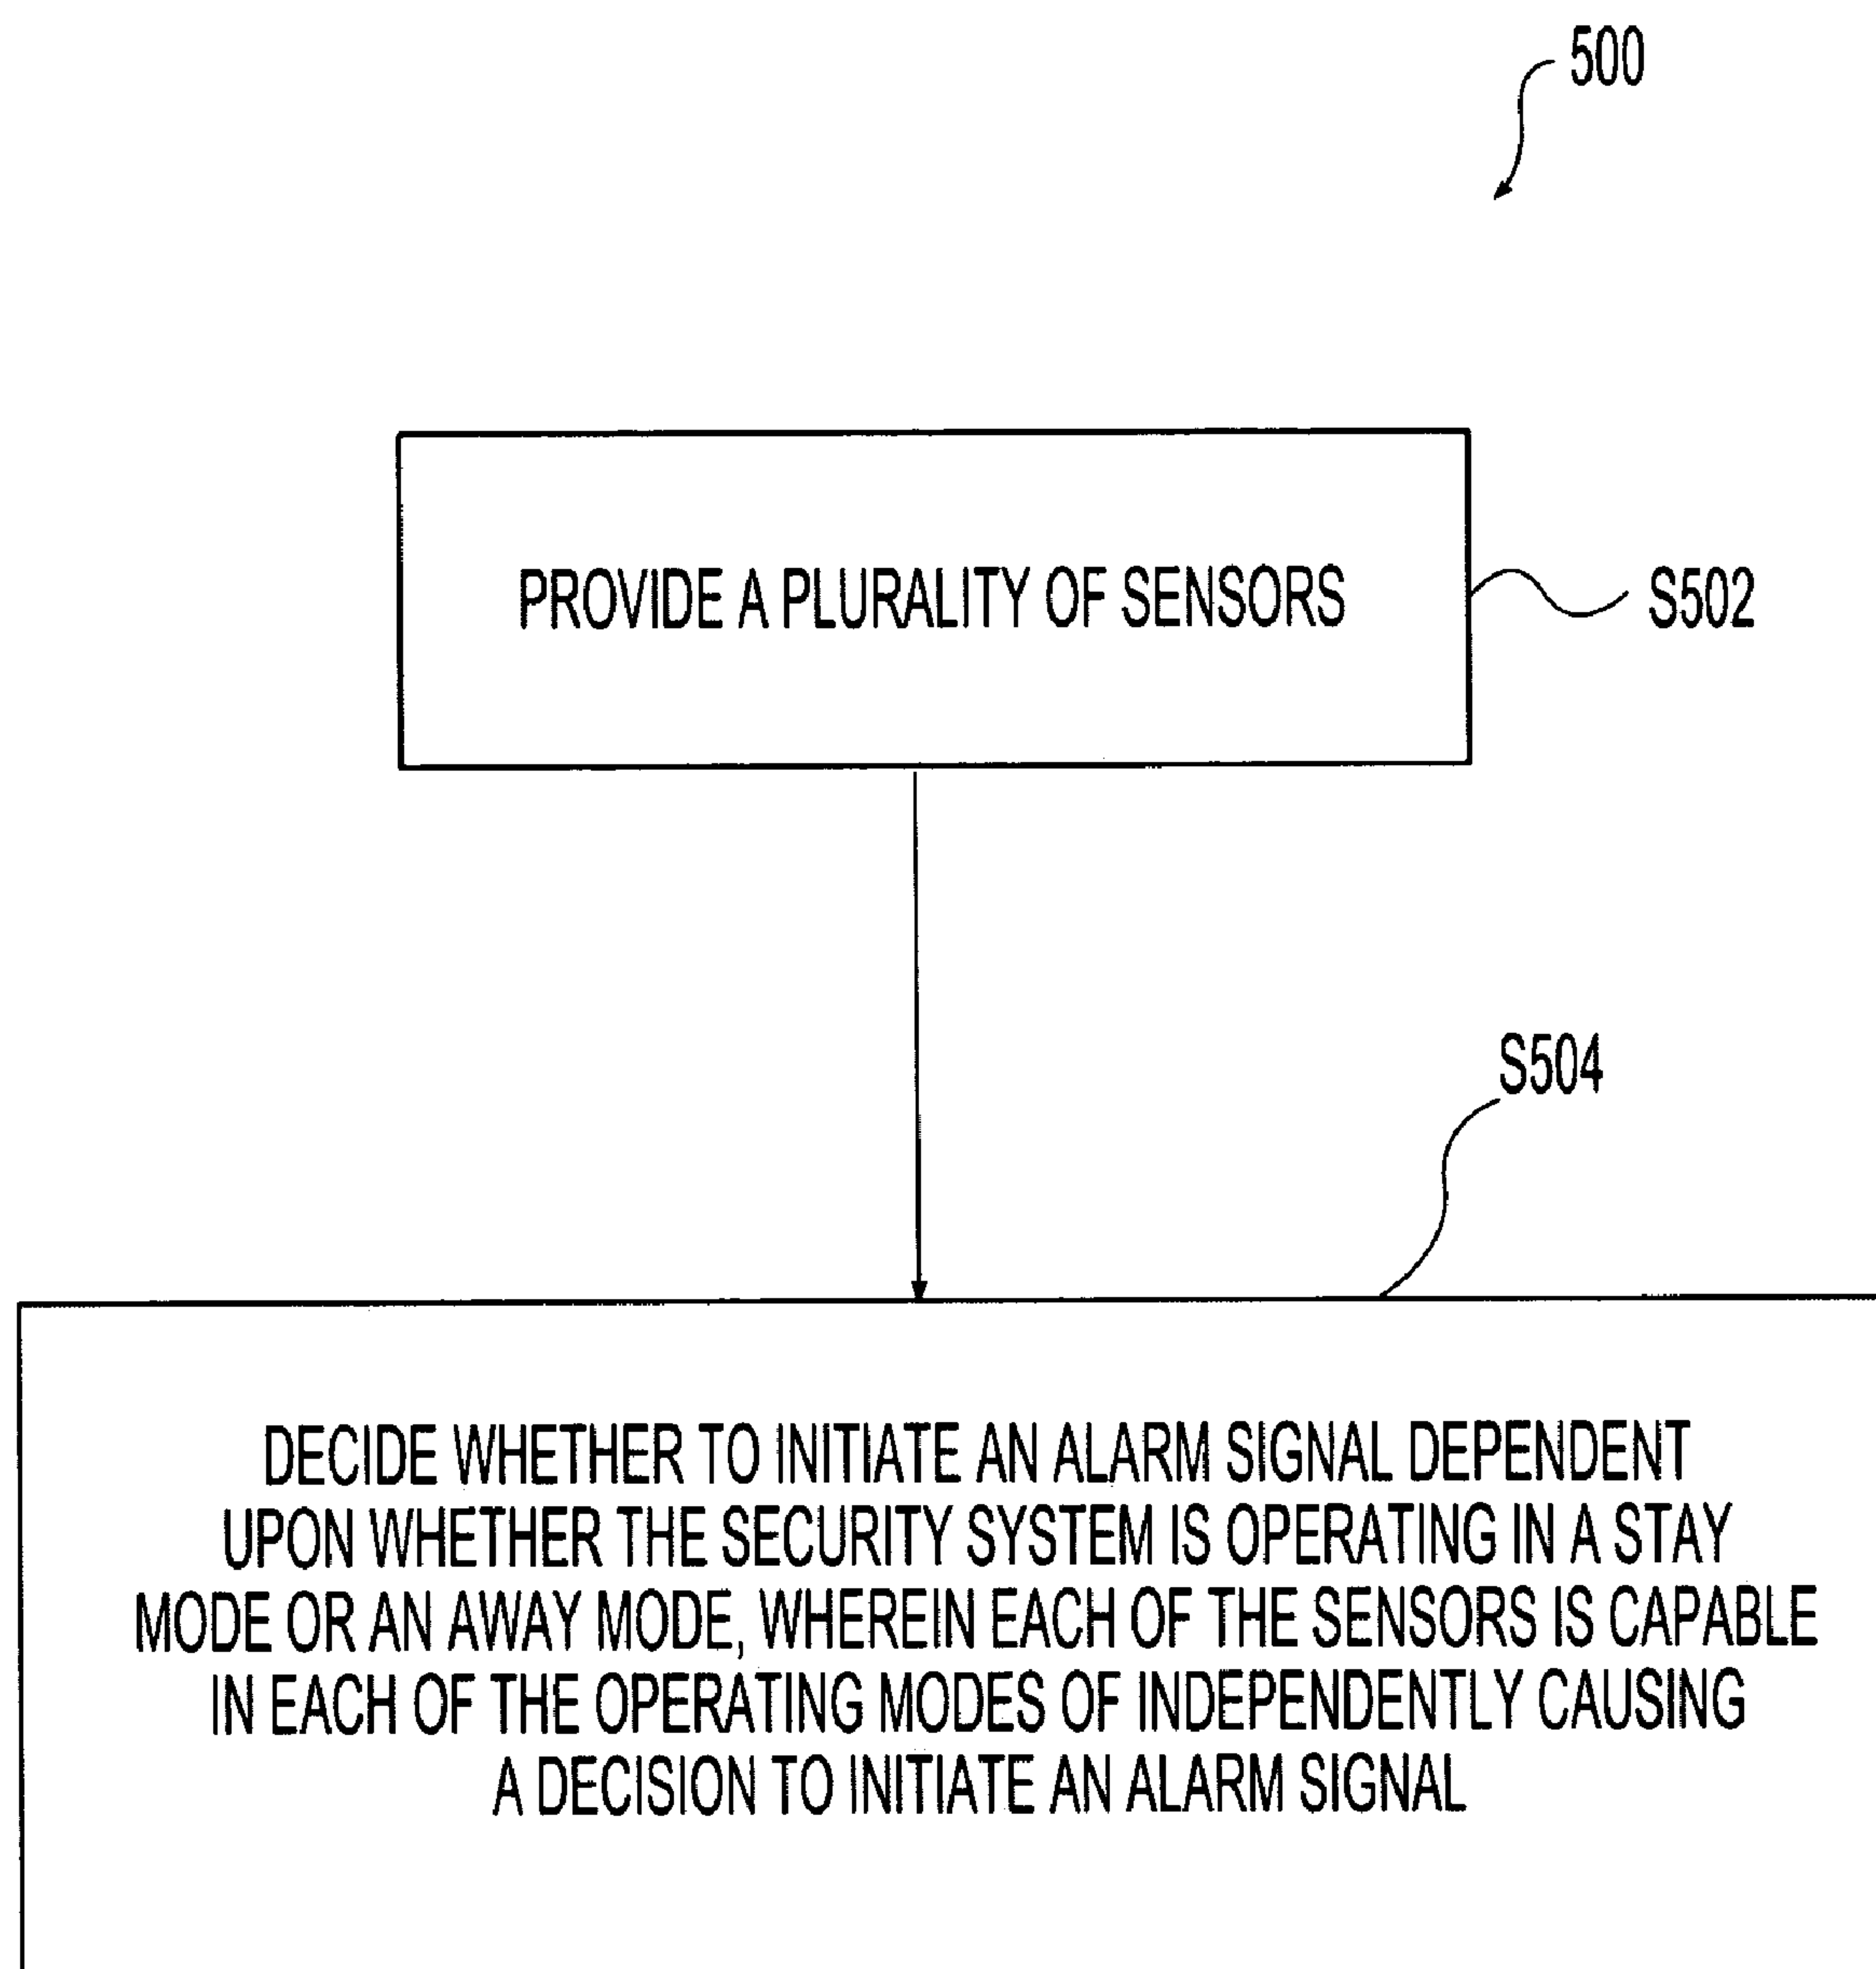 500
PROVIDE A PLURALITY OF SENSORS
S502
S504
DECIDE WHETHER TO INITIATE AN ALARM SIGNAL DEPENDENT
UPON WHETHER THE SECURITY SYSTEM IS OPERATING IN A STAY
MODE OR AN AWAY MODE, WHEREIN EACH OF THE SENSORS IS CAPABLE
IN EACH OF THE OPERATING MODES OF INDEPENDENTLY CAUSING
A DECISION TO INITIATE AN ALARM SIGNAL